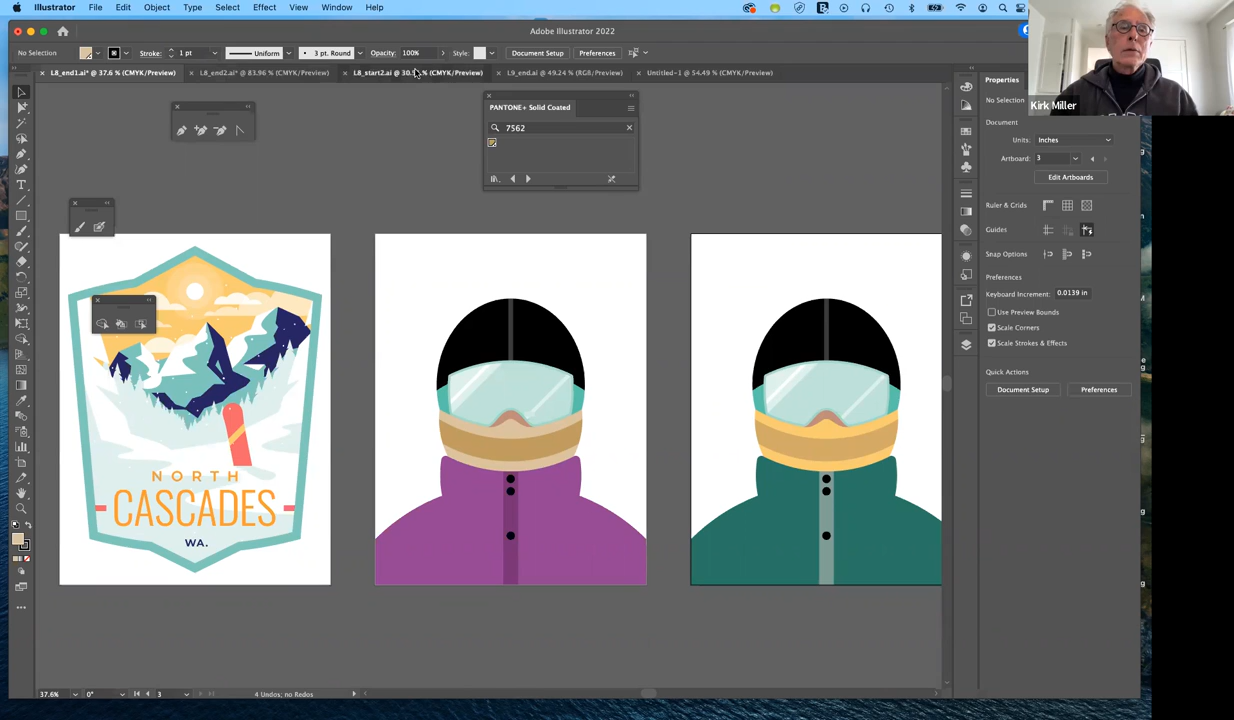 Illustrator File Edit Object Type Select Effect View Window Help
Adobe Illustrator 2022
No Selection Stroke: 1 pt Uniform 3 pt. Round Opacity: 100% Style: Document Setup Preferences
L8_end1.ai* @ 37.6 % (CMYK/Preview) L8_end2.ai* @ 83.96 % (CMYK/Preview) L8_start2.ai @ 30. % (CMYK/Preview) L9_end.ai @ 49.24 % (RGB/Preview) Untitled-1 @ 54.49 % (CMYK/Preview)
Kirk Miller
PANTONE+ Solid Coated
7562
NORTH
CASCADES
WA.
Properties
No Selection
Document
Units: Inches
Artboard: 3
Edit Artboards
Ruler & Grids
Guides
Snap Options
Preferences
Keyboard Increment: 0.0139 in
Use Preview Bounds
Scale Corners
Scale Strokes & Effects
Quick Actions
Document Setup Preferences
37.6% 0° 3 4 Undos; no Redos